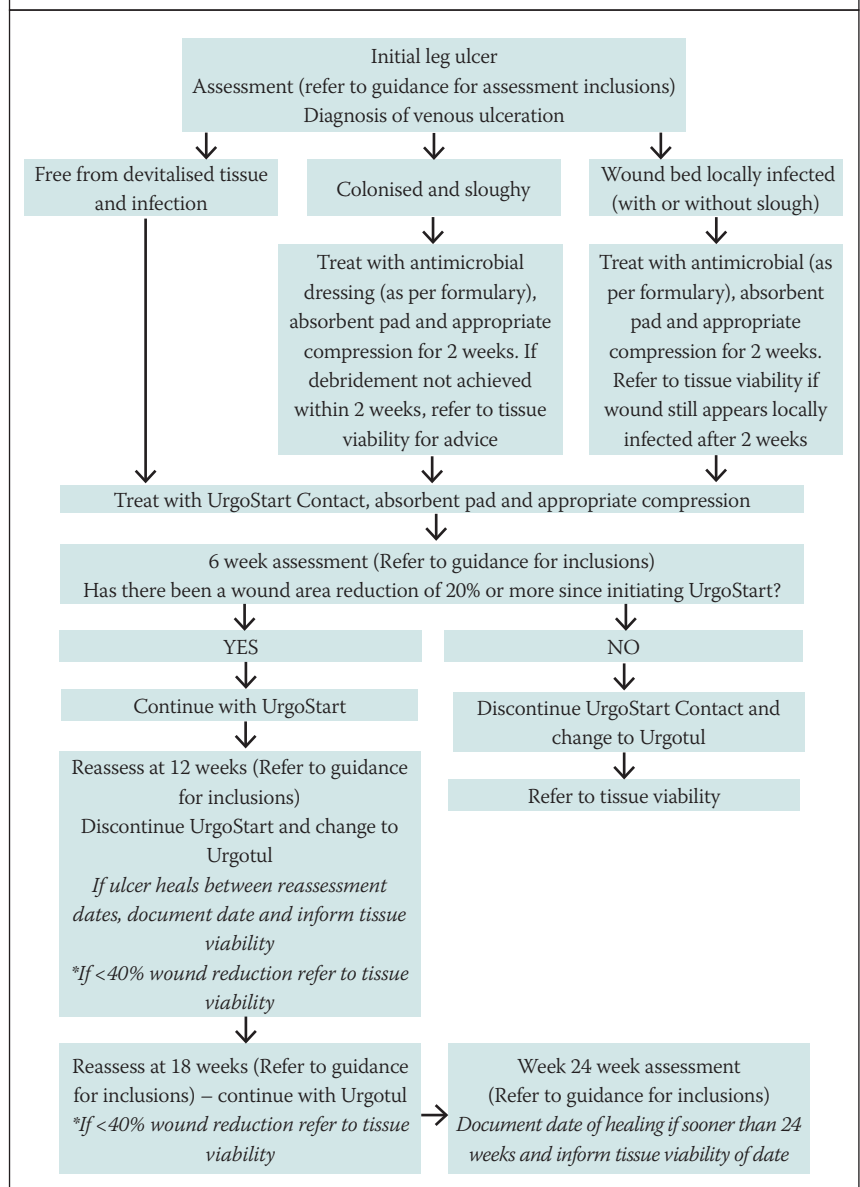 Initial leg ulcer
Assessment (refer to guidance for assessment inclusions)
Diagnosis of venous ulceration
Free from devitalised tissue
and infection
Colonised and sloughy
Wound bed locally infected
(with or without slough)
Treat with antimicrobial
dressing (as per formulary),
absorbent pad and appropriate
compression for 2 weeks. If
debridement not achieved
within 2 weeks, refer to tissue
viability for advice
Treat with antimicrobial (as
per formulary), absorbent
pad and appropriate
compression for 2 weeks.
Refer to tissue viability if
wound still appears locally
infected after 2 weeks
Treat with UrgoStart Contact, absorbent pad and appropriate compression
6 week assessment (Refer to guidance for inclusions)
Has there been a wound area reduction of 20% or more since initiating UrgoStart?
YES
NO
Continue with UrgoStart
Discontinue UrgoStart Contact and
change to Urgotul
Refer to tissue viability
Reassess at 12 weeks (Refer to guidance
for inclusions)
Discontinue UrgoStart and change to
Urgotul
If ulcer heals between reassessment
dates, document date and inform tissue
viability
*If <40% wound reduction refer to tissue
viability
Reassess at 18 weeks (Refer to guidance
for inclusions) – continue with Urgotul
*If <40% wound reduction refer to tissue
viability
Week 24 week assessment
(Refer to guidance for inclusions)
Document date of healing if sooner than 24
weeks and inform tissue viability of date